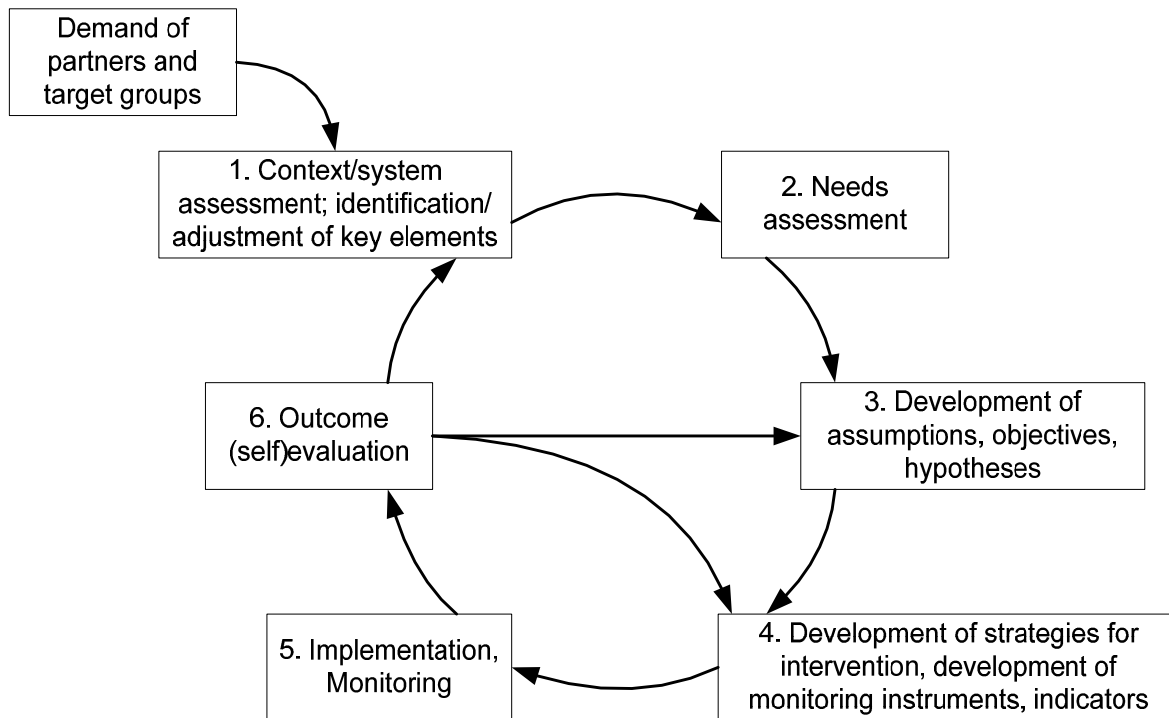 Demand of
partners and
target groups
1. Context/system
assessment; identification/
adjustment of key elements
2. Needs
assessment
3. Development of
assumptions, objectives,
hypotheses
4. Development of strategies for
intervention, development of
monitoring instruments, indicators
5. Implementation,
Monitoring
6. Outcome
(self)evaluation